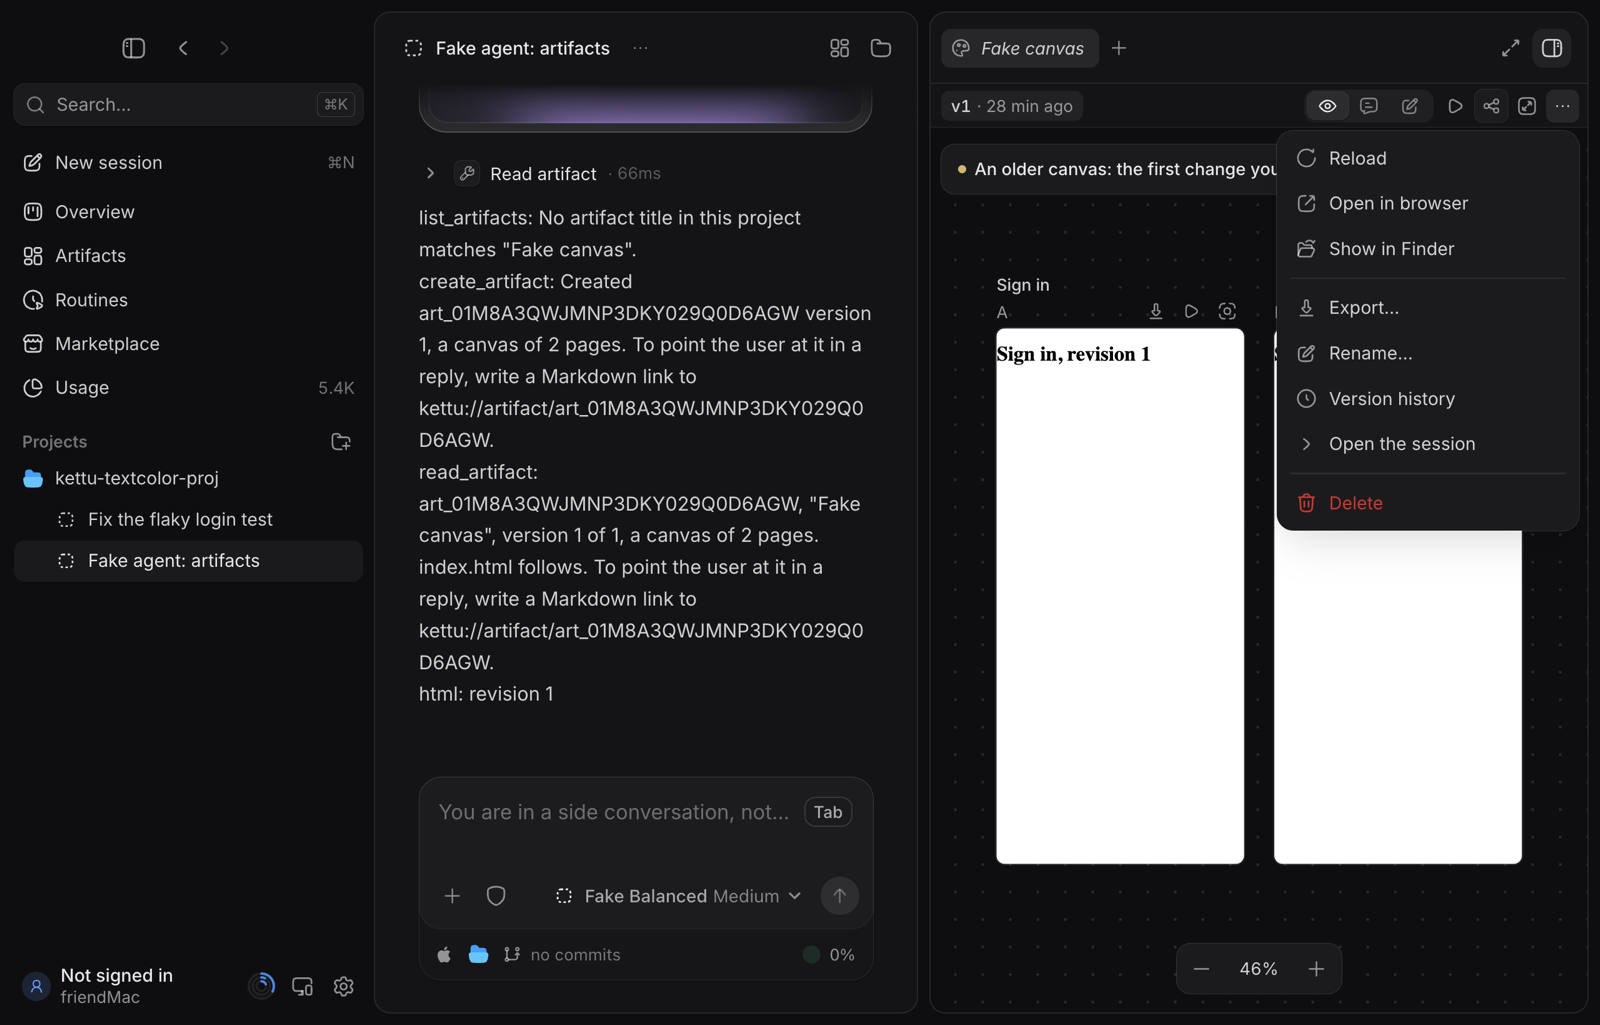 Search...
⌘K
New session
⌘N
Overview
Artifacts
Routines
Marketplace
Usage
5.4K
Projects
kettu-textcolor-proj
Fix the flaky login test
Fake agent: artifacts
Not signed in
friendMac
Fake agent: artifacts
Read artifact · 66ms
list_artifacts: No artifact title in this project
matches "Fake canvas".
create_artifact: Created
art_01M8A3QWJMNP3DKY029Q0D6AGW version
1, a canvas of 2 pages. To point the user at it in a
reply, write a Markdown link to
kettu://artifact/art_01M8A3QWJMNP3DKY029Q0
D6AGW.
read_artifact:
art_01M8A3QWJMNP3DKY029Q0D6AGW, "Fake
canvas", version 1 of 1, a canvas of 2 pages.
index.html follows. To point the user at it in a
reply, write a Markdown link to
kettu://artifact/art_01M8A3QWJMNP3DKY029Q0
D6AGW.
html: revision 1
You are in a side conversation, not...
Tab
Fake Balanced Medium
no commits
0%
Fake canvas
v1 · 28 min ago
An older canvas: the first change you
Reload
Open in browser
Show in Finder
Export...
Rename...
Version history
Open the session
Delete
Sign in
A
Sign in, revision 1
46%